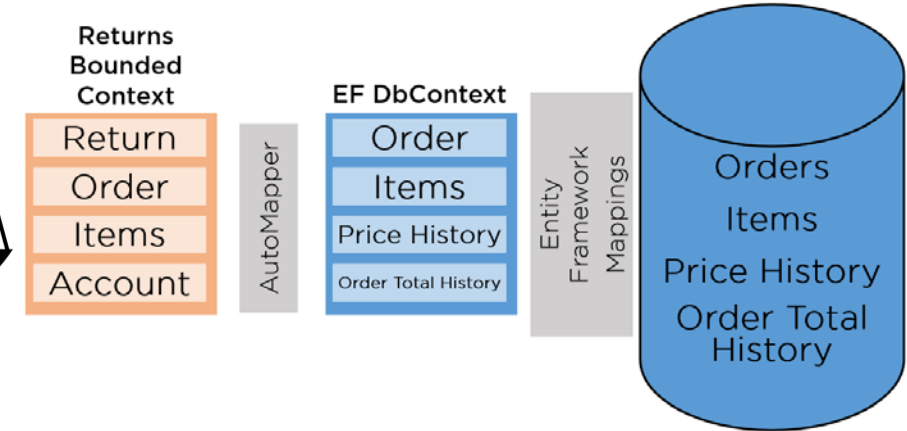 Returns
Bounded
Context
Return
Order
Items
Account
AutoMapper
EF DbContext
Order
Items
Price History
Order Total History
Entity
Framework
Mappings
Orders
Items
Price History
Order Total
History